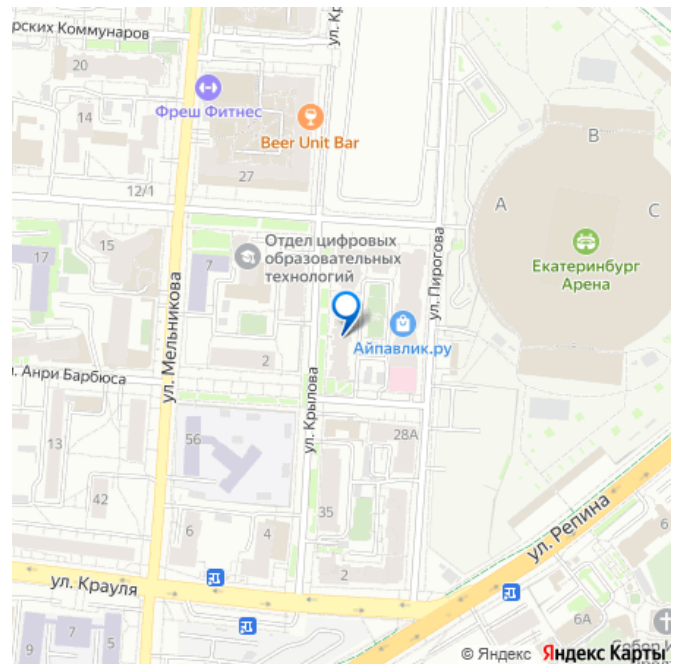 рских Коммунаров
ул. Кр
20
Фреш Фитнес
14
Beer Unit Bar
27
12/1
B
A
C
15
17
7
Отдел цифровых
образовательных
технологий
Екатеринбург
Арена
ул. Пирогова
ул. Мельникова
Айпавлик.ру
2
. Анри Барбюса
ул. Крылова
13
56
28А
42
35
6
4
ул. Репина
6
2
ул. Крауля
9
7
5
6А
Собор И
© Яндекс Яндекс Карты